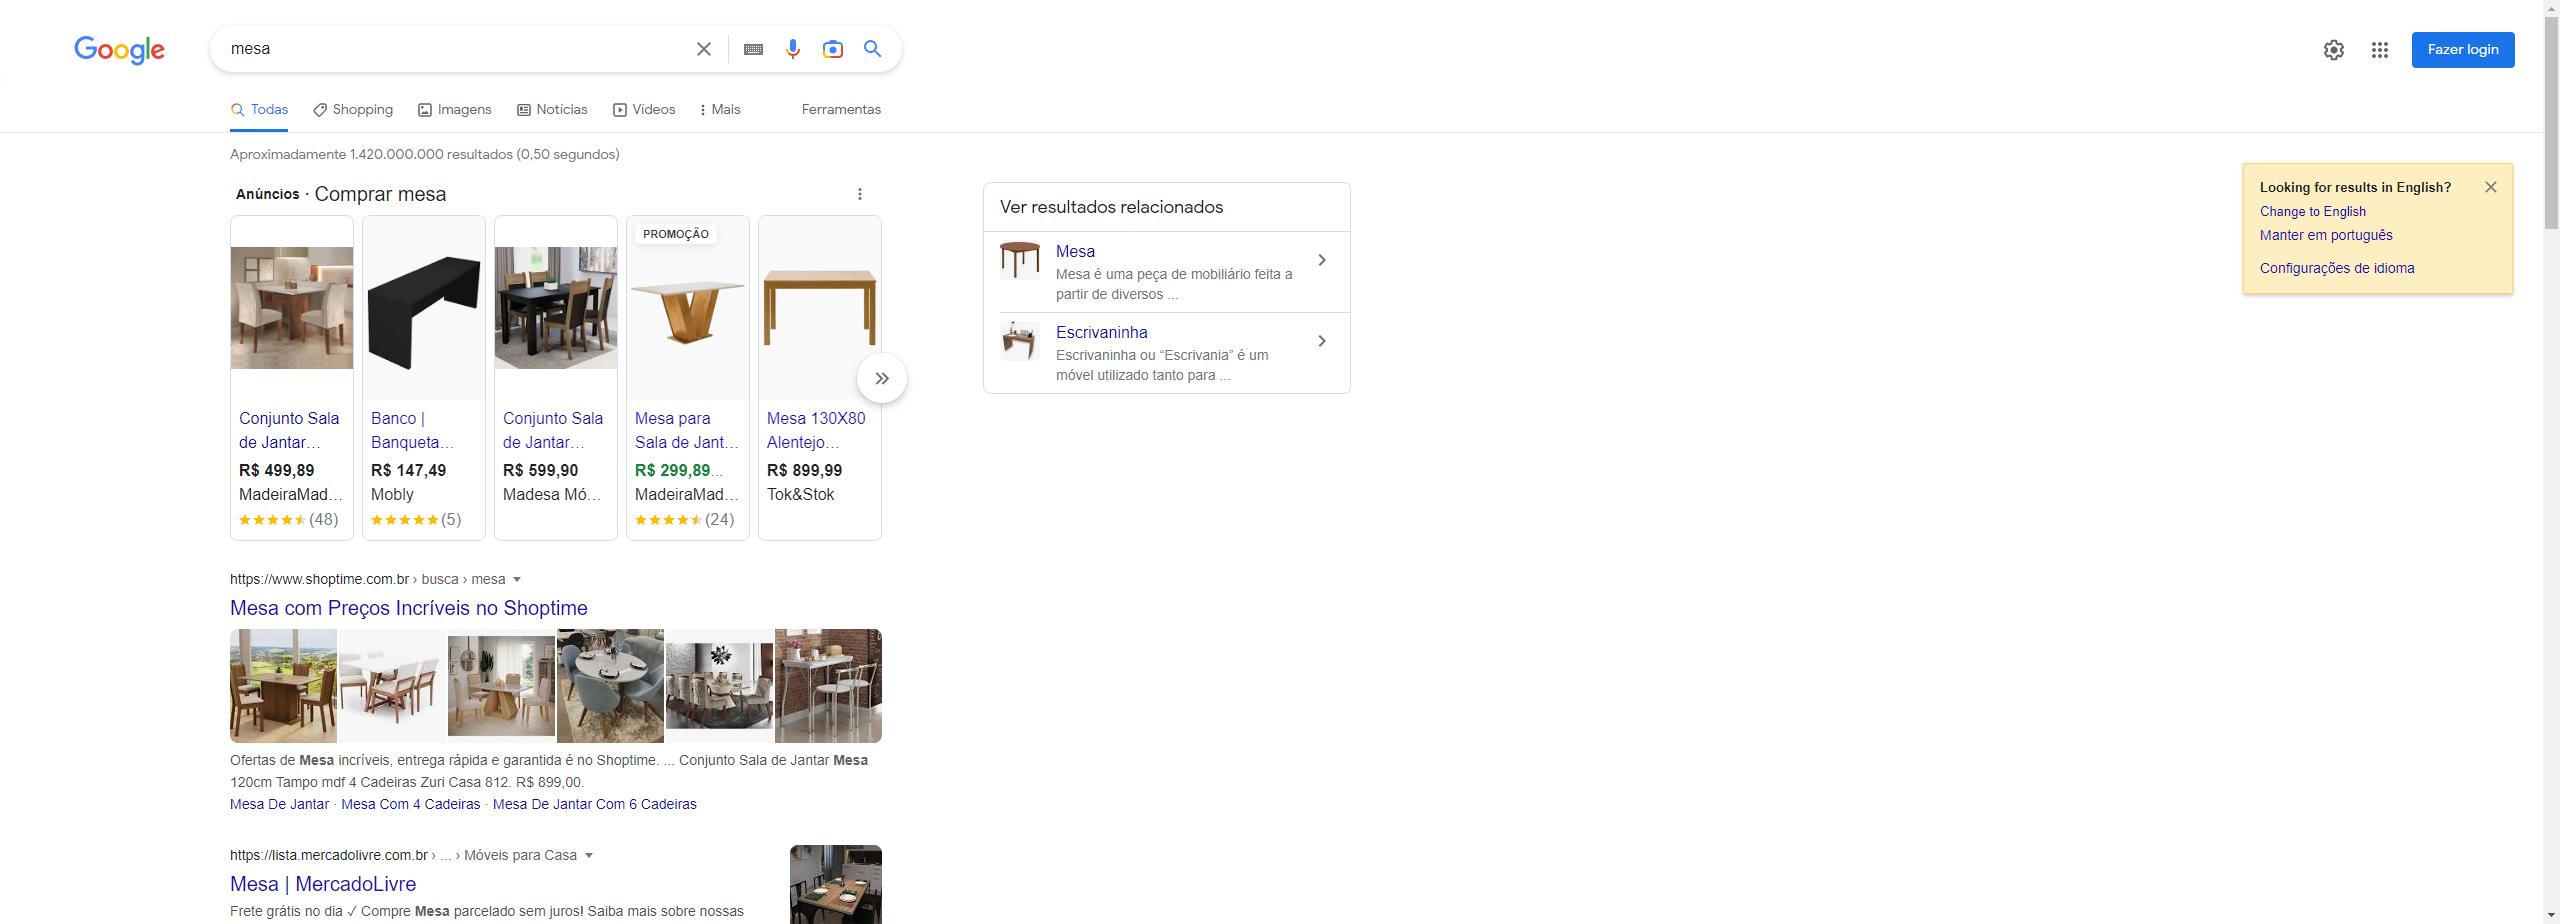 Google
mesa
Fazer login
Todas
Shopping
Imagens
Notícias
Vídeos
Mais
Ferramentas
Aproximadamente 1.420.000.000 resultados (0,50 segundos)
Anúncios · Comprar mesa
Conjunto Sala
de Jantar...
R$ 499,89
MadeiraMad...
(48)
Banco |
Banqueta...
R$ 147,49
Mobly
(5)
Conjunto Sala
de Jantar...
R$ 599,90
Madesa Mó...
PROMOÇÃO
Mesa para
Sala de Jant...
R$ 299,89...
MadeiraMad...
(24)
Mesa 130X80
Alentejo...
R$ 899,99
Tok&Stok
https://www.shoptime.com.br › busca › mesa
Mesa com Preços Incríveis no Shoptime
Ofertas de Mesa incríveis, entrega rápida e garantida é no Shoptime. ... Conjunto Sala de Jantar Mesa
120cm Tampo mdf 4 Cadeiras Zuri Casa 812. R$ 899,00.
Mesa De Jantar · Mesa Com 4 Cadeiras · Mesa De Jantar Com 6 Cadeiras
https://lista.mercadolivre.com.br › ... › Móveis para Casa
Mesa | MercadoLivre
Frete grátis no dia ✓ Compre Mesa parcelado sem juros! Saiba mais sobre nossas
Ver resultados relacionados
Mesa
Mesa é uma peça de mobiliário feita a
partir de diversos ...
Escrivaninha
Escrivaninha ou “Escrivania” é um
móvel utilizado tanto para ...
Looking for results in English?
Change to English
Manter em português
Configurações de idioma